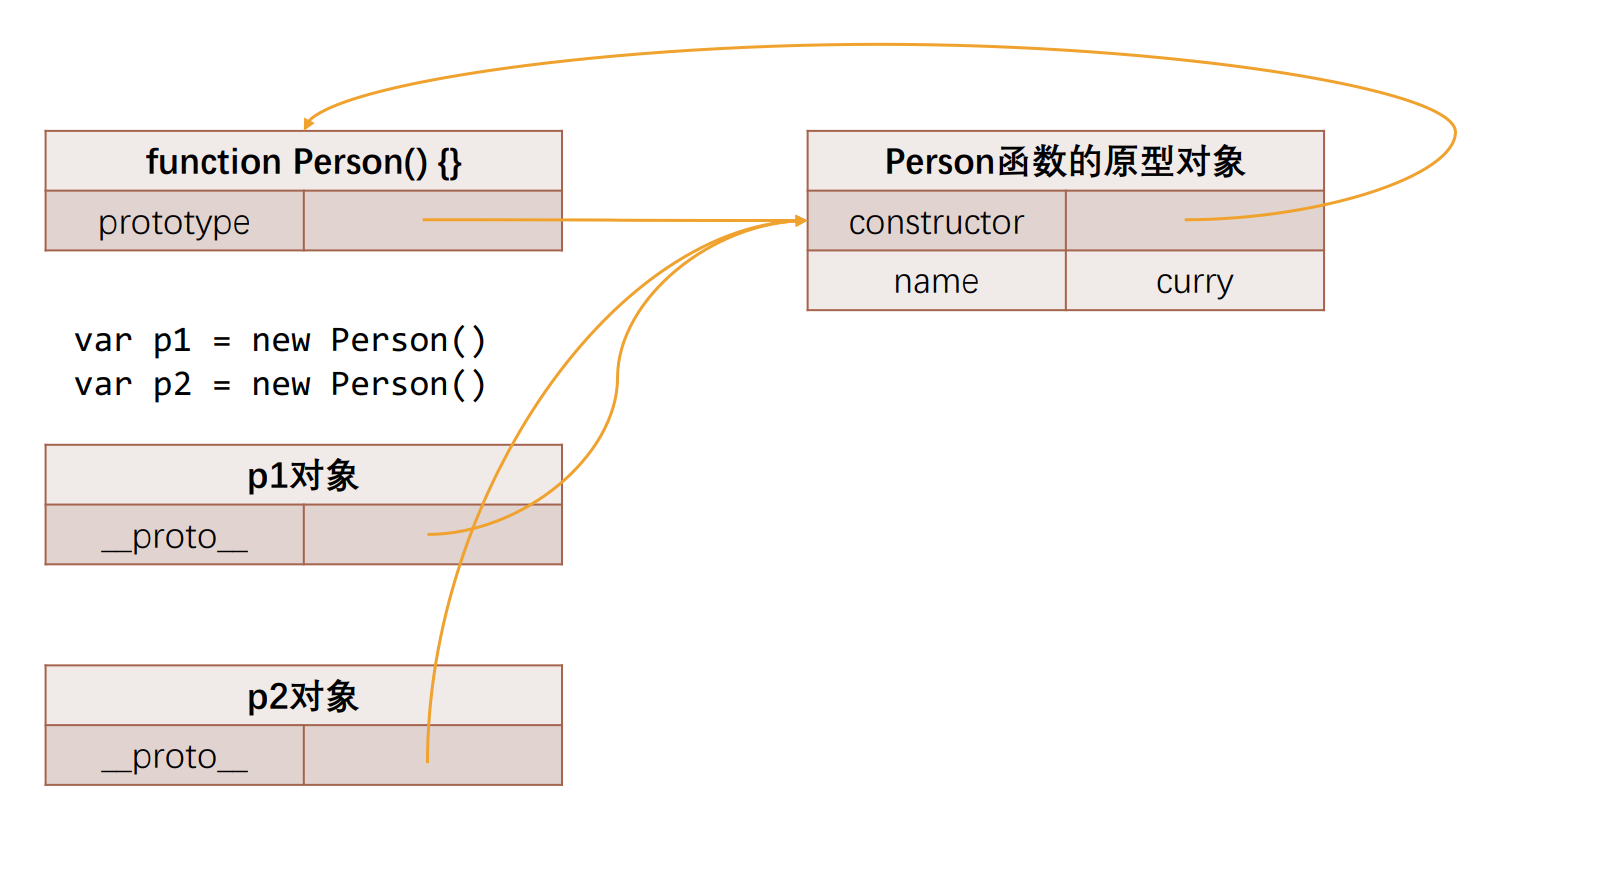 function Person() {}
prototype
Person函数的原型对象
constructor
name curry
var p1 = new Person()
var p2 = new Person()
p1对象
__proto__
p2对象
__proto__